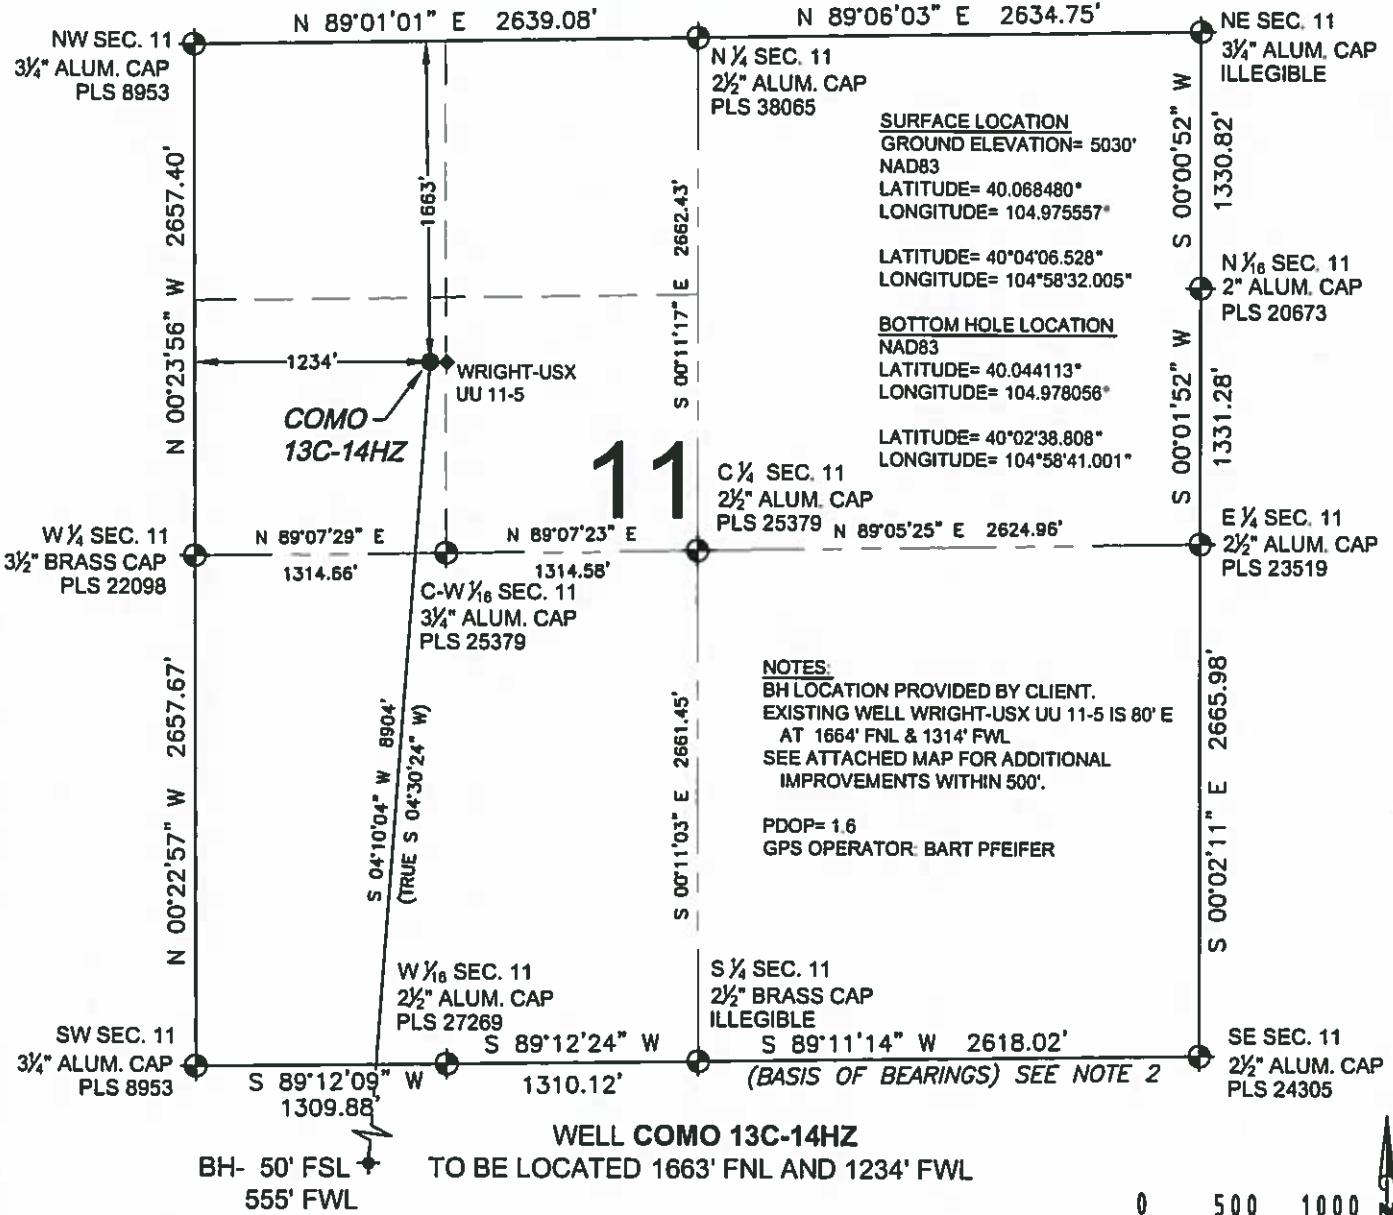 N 89°01'01" E 2639.08'
N 89°06'03" E 2634.75'
NW SEC. 11
3¼" ALUM. CAP
PLS 8953
N ¼ SEC. 11
2½" ALUM. CAP
PLS 38065
NE SEC. 11
3¼" ALUM. CAP
ILLEGIBLE
SURFACE LOCATION
GROUND ELEVATION= 5030'
NAD83
LATITUDE= 40.068480°
LONGITUDE= 104.975557°
LATITUDE= 40°04'06.528"
LONGITUDE= 104°58'32.005"
BOTTOM HOLE LOCATION
NAD83
LATITUDE= 40.044113°
LONGITUDE= 104.978056°
LATITUDE= 40°02'38.808"
LONGITUDE= 104°58'41.001"
N 00°23'56" W 2657.40'
1663'
S 00°11'17" E 2662.43'
S 00°00'52" W
1330.82'
N 1⁄16 SEC. 11
2" ALUM. CAP
PLS 20673
S 00°01'52" W
1331.28'
1234'
WRIGHT-USX
UU 11-5
COMO
13C-14HZ
11
C ¼ SEC. 11
2½" ALUM. CAP
PLS 25379
W ¼ SEC. 11
3½" BRASS CAP
PLS 22098
N 89°07'29" E
1314.66'
N 89°07'23" E
1314.58'
N 89°05'25" E 2624.96'
E ¼ SEC. 11
2½" ALUM. CAP
PLS 23519
C-W 1⁄16 SEC. 11
3¼" ALUM. CAP
PLS 25379
NOTES:
BH LOCATION PROVIDED BY CLIENT.
EXISTING WELL WRIGHT-USX UU 11-5 IS 80' E
AT 1664' FNL & 1314' FWL
SEE ATTACHED MAP FOR ADDITIONAL
IMPROVEMENTS WITHIN 500'.
PDOP= 1.6
GPS OPERATOR: BART PFEIFER
N 00°22'57" W 2657.67'
S 04°10'04" W 8904'
(TRUE S 04°30'24" W)
S 00°11'03" E 2661.45'
S 00°02'11" E 2665.98'
W 1⁄16 SEC. 11
2½" ALUM. CAP
PLS 27269
S ¼ SEC. 11
2½" BRASS CAP
ILLEGIBLE
SW SEC. 11
3¼" ALUM. CAP
PLS 8953
S 89°12'09" W
1309.88'
S 89°12'24" W
1310.12'
S 89°11'14" W 2618.02'
(BASIS OF BEARINGS) SEE NOTE 2
SE SEC. 11
2½" ALUM. CAP
PLS 24305
WELL COMO 13C-14HZ
TO BE LOCATED 1663' FNL AND 1234' FWL
BH- 50' FSL
555' FWL
0 500 1000